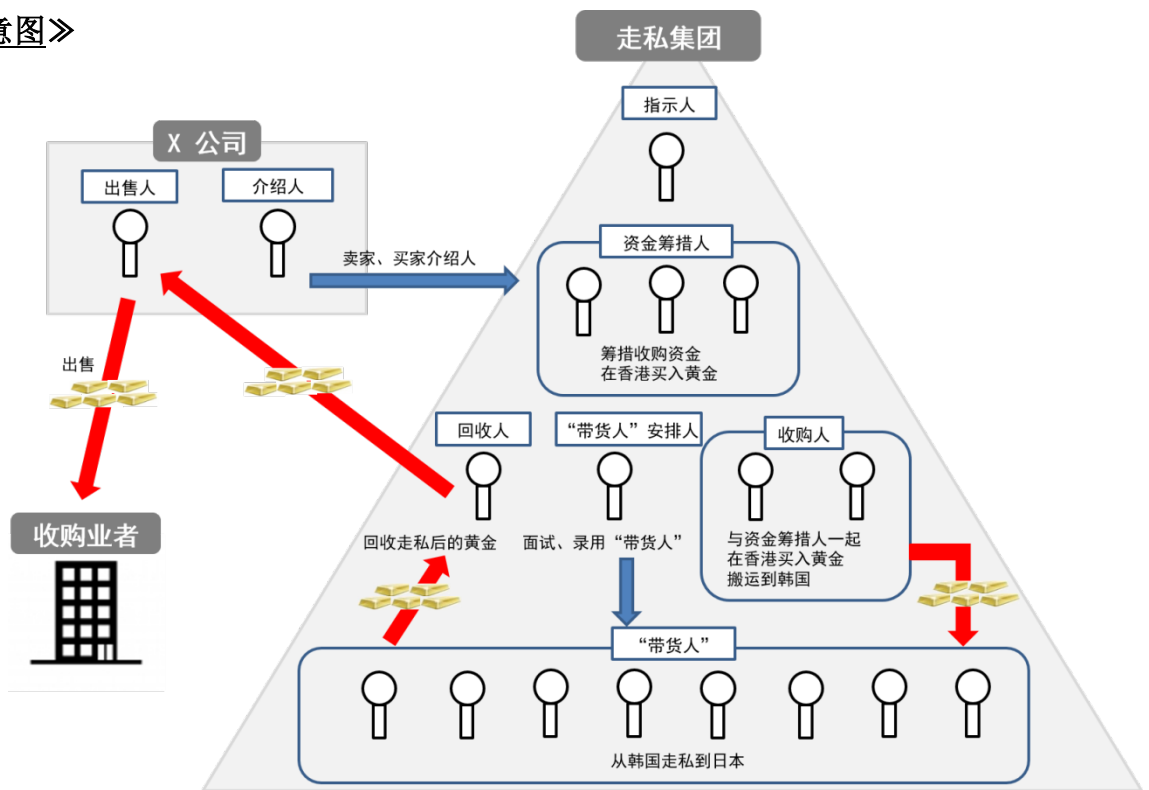 意图≫
走私集团
指示人
X 公司
出售人
介绍人
卖家、买家介绍人
资金筹措人
筹措收购资金
在香港买入黄金
出售
回收人
“带货人”安排人
收购人
回收走私后的黄金
面试、录用“带货人”
与资金筹措人一起
在香港买入黄金
搬运到韩国
收购业者
“带货人”
从韩国走私到日本